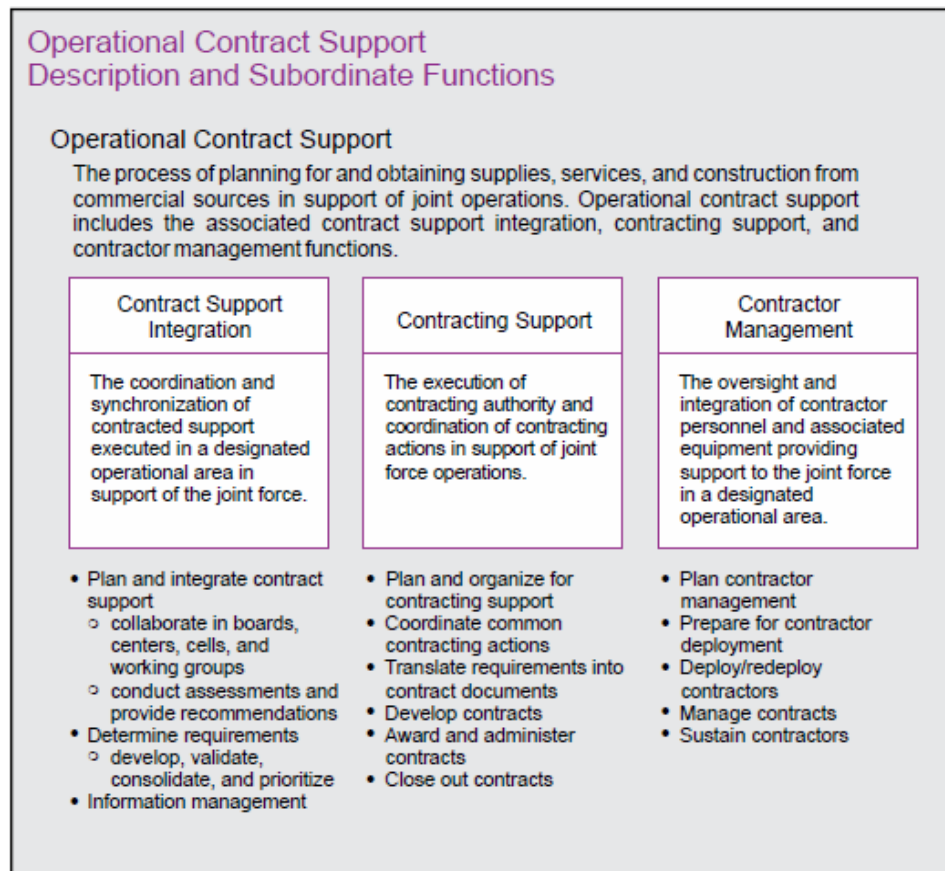 Operational Contract Support
Description and Subordinate Functions
Operational Contract Support
The process of planning for and obtaining supplies, services, and construction from
commercial sources in support of joint operations. Operational contract support
includes the associated contract support integration, contracting support, and
contractor management functions.
Contract Support
Integration
The coordination and
synchronization of
contracted support
executed in a designated
operational area in
support of the joint force.
• Plan and integrate contract
support
○ collaborate in boards,
centers, cells, and
working groups
○ conduct assessments and
provide recommendations
• Determine requirements
○ develop, validate,
consolidate, and prioritize
• Information management
Contracting Support
The execution of
contracting authority and
coordination of contracting
actions in support of joint
force operations.
• Plan and organize for
contracting support
• Coordinate common
contracting actions
• Translate requirements into
contract documents
• Develop contracts
• Award and administer
contracts
• Close out contracts
Contractor
Management
The oversight and
integration of contractor
personnel and associated
equipment providing
support to the joint force
in a designated
operational area.
• Plan contractor
management
• Prepare for contractor
deployment
• Deploy/redeploy
contractors
• Manage contracts
• Sustain contractors